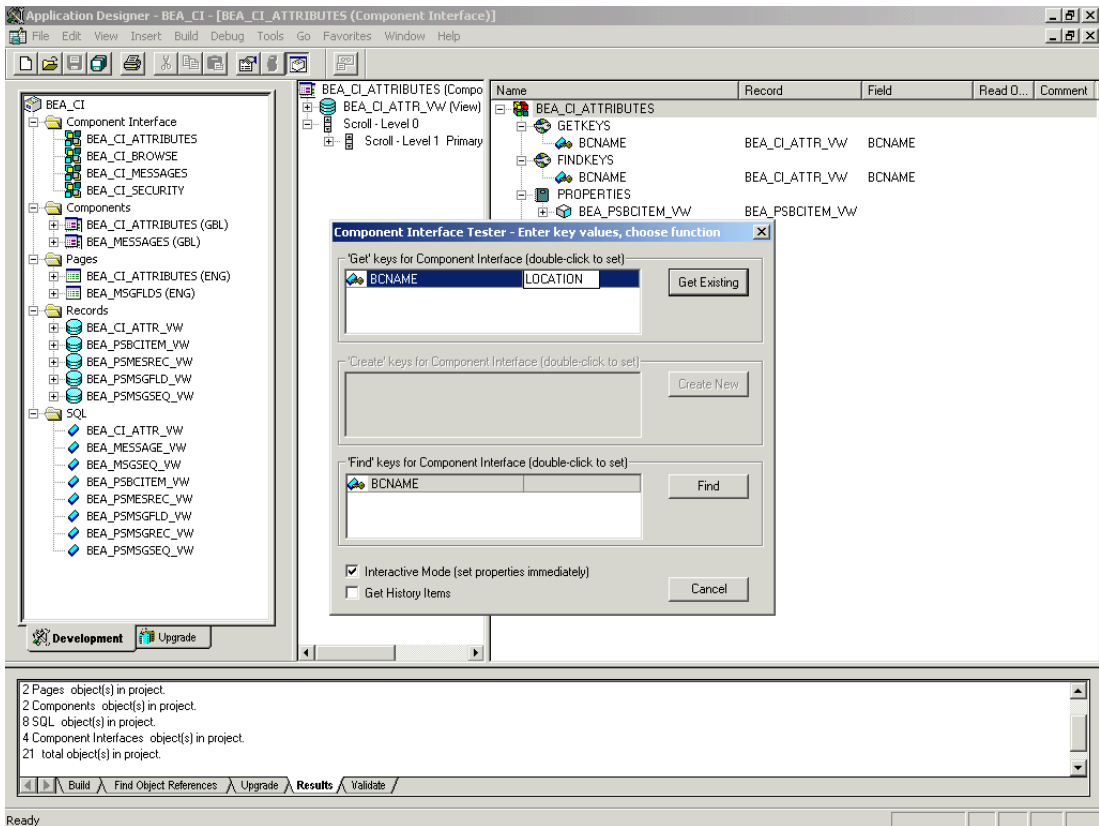 Application Designer - BEA_CI - [BEA_CI_ATTRIBUTES (Component Interface)]
File Edit View Insert Build Debug Tools Go Favorites Window Help
BEA_CI
Component Interface
BEA_CI_ATTRIBUTES
BEA_CI_BROWSE
BEA_CI_MESSAGES
BEA_CI_SECURITY
Components
BEA_CI_ATTRIBUTES (GBL)
BEA_MESSAGES (GBL)
Pages
BEA_CI_ATTRIBUTES (ENG)
BEA_MSGFLDS (ENG)
Records
BEA_CI_ATTR_VW
BEA_PSBCITEM_VW
BEA_PSMESREC_VW
BEA_PSMSGFLD_VW
BEA_PSMSGSEQ_VW
SQL
BEA_CI_ATTR_VW
BEA_MESSAGE_VW
BEA_MSGSEQ_VW
BEA_PSBCITEM_VW
BEA_PSMESREC_VW
BEA_PSMSGFLD_VW
BEA_PSMSGREC_VW
BEA_PSMSGSEQ_VW
Development Upgrade
BEA_CI_ATTRIBUTES (Compo
BEA_CI_ATTR_VW (View)
Scroll - Level 0
Scroll - Level 1 Primary
Name Record Field Read O... Comment
BEA_CI_ATTRIBUTES
GETKEYS
BCNAME BEA_CI_ATTR_VW BCNAME
FINDKEYS
BCNAME BEA_CI_ATTR_VW BCNAME
PROPERTIES
BEA_PSBCITEM_VW BEA_PSBCITEM_VW
Component Interface Tester - Enter key values, choose function
'Get' keys for Component Interface (double-click to set)
BCNAME LOCATION
Get Existing
'Create' keys for Component Interface (double-click to set)
Create New
'Find' keys for Component Interface (double-click to set)
BCNAME
Find
Interactive Mode (set properties immediately)
Get History Items
Cancel
2 Pages object(s) in project.
2 Components object(s) in project.
8 SQL object(s) in project.
4 Component Interfaces object(s) in project.
21 total object(s) in project.
Build Find Object References Upgrade Results Validate
Ready